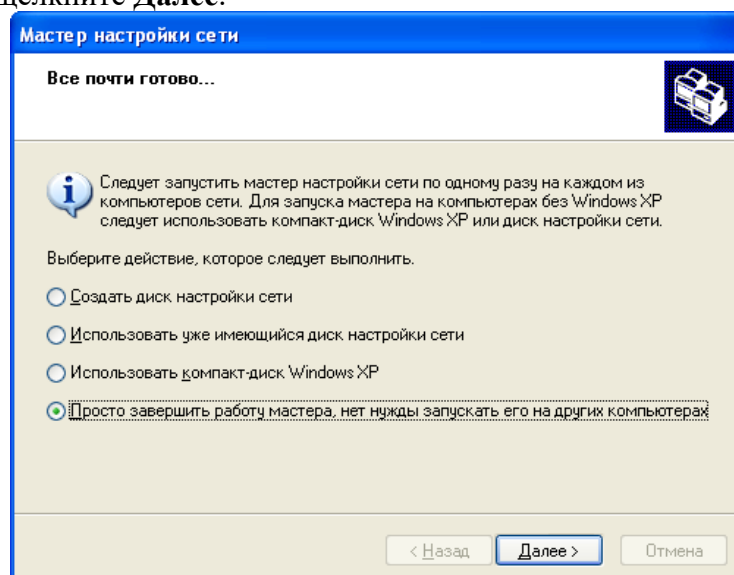 щелкните Далее.
Мастер настройки сети
Все почти готово...
Следует запустить мастер настройки сети по одному разу на каждом из
компьютеров сети. Для запуска мастера на компьютерах без Windows XP
следует использовать компакт-диск Windows XP или диск настройки сети.
Выберите действие, которое следует выполнить.
Создать диск настройки сети
Использовать уже имеющийся диск настройки сети
Использовать компакт-диск Windows XP
Просто завершить работу мастера, нет нужды запускать его на других компьютерах
< Назад Далее > Отмена